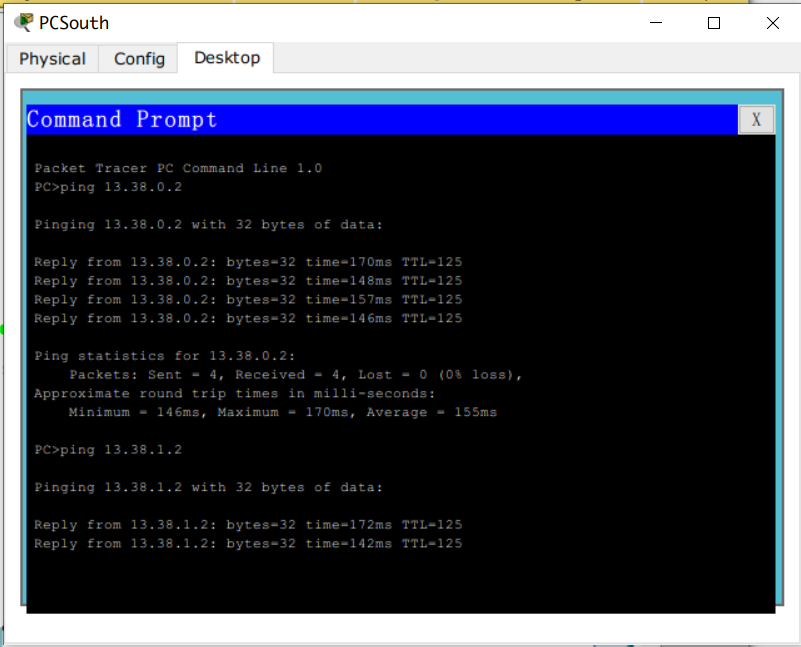 PCSouth
Physical Config Desktop
Command Prompt X
Packet Tracer PC Command Line 1.0
PC>ping 13.38.0.2
Pinging 13.38.0.2 with 32 bytes of data:
Reply from 13.38.0.2: bytes=32 time=170ms TTL=125
Reply from 13.38.0.2: bytes=32 time=148ms TTL=125
Reply from 13.38.0.2: bytes=32 time=157ms TTL=125
Reply from 13.38.0.2: bytes=32 time=146ms TTL=125
Ping statistics for 13.38.0.2:
Packets: Sent = 4, Received = 4, Lost = 0 (0% loss),
Approximate round trip times in milli-seconds:
Minimum = 146ms, Maximum = 170ms, Average = 155ms
PC>ping 13.38.1.2
Pinging 13.38.1.2 with 32 bytes of data:
Reply from 13.38.1.2: bytes=32 time=172ms TTL=125
Reply from 13.38.1.2: bytes=32 time=142ms TTL=125